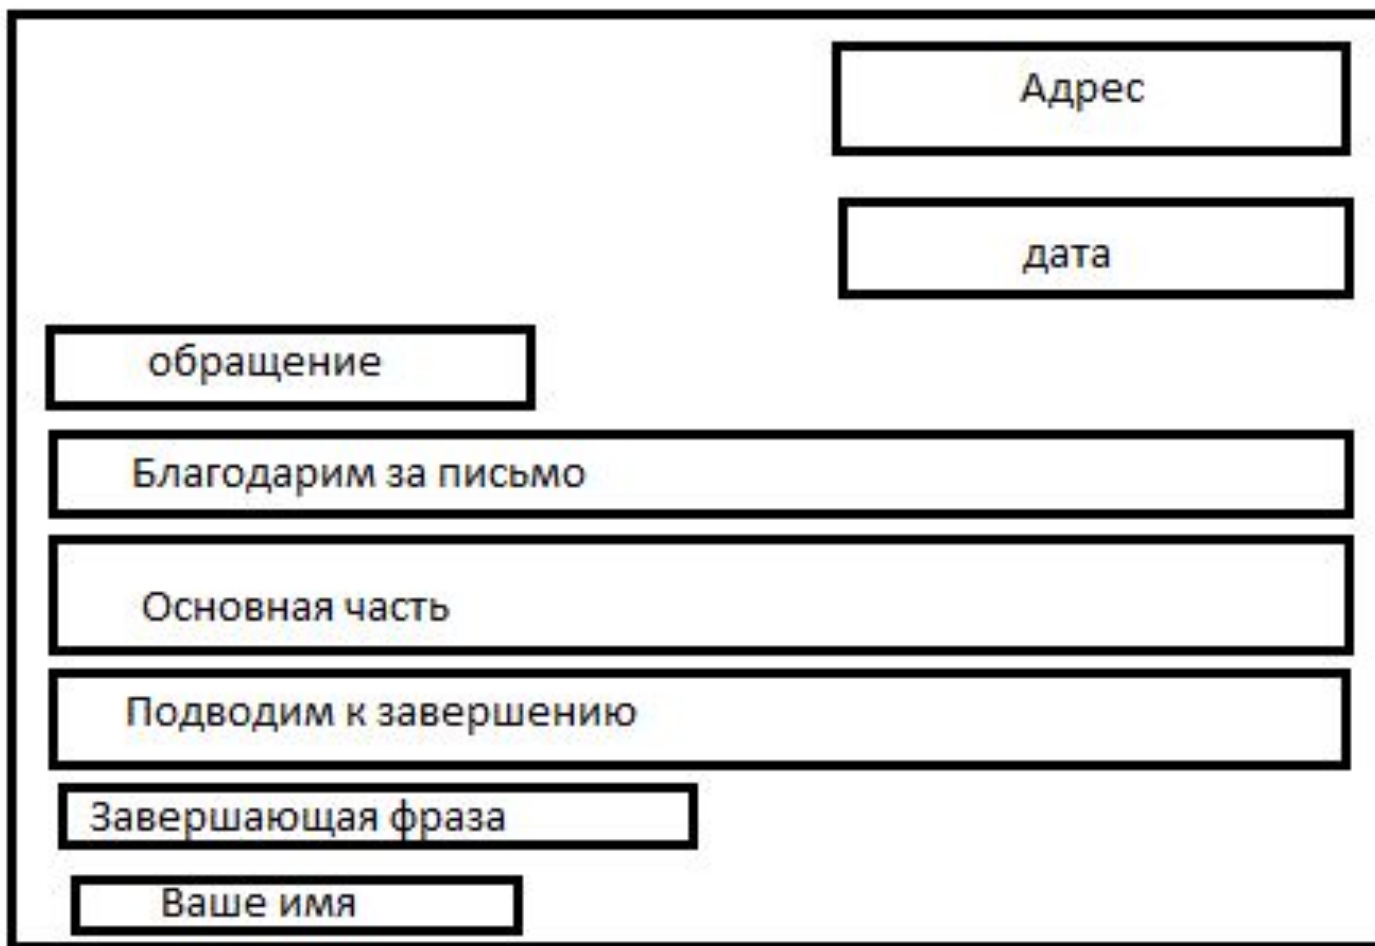 Адрес
дата
обращение
Благодарим за письмо
Основная часть
Подводим к завершению
Завершающая фраза
Ваше имя